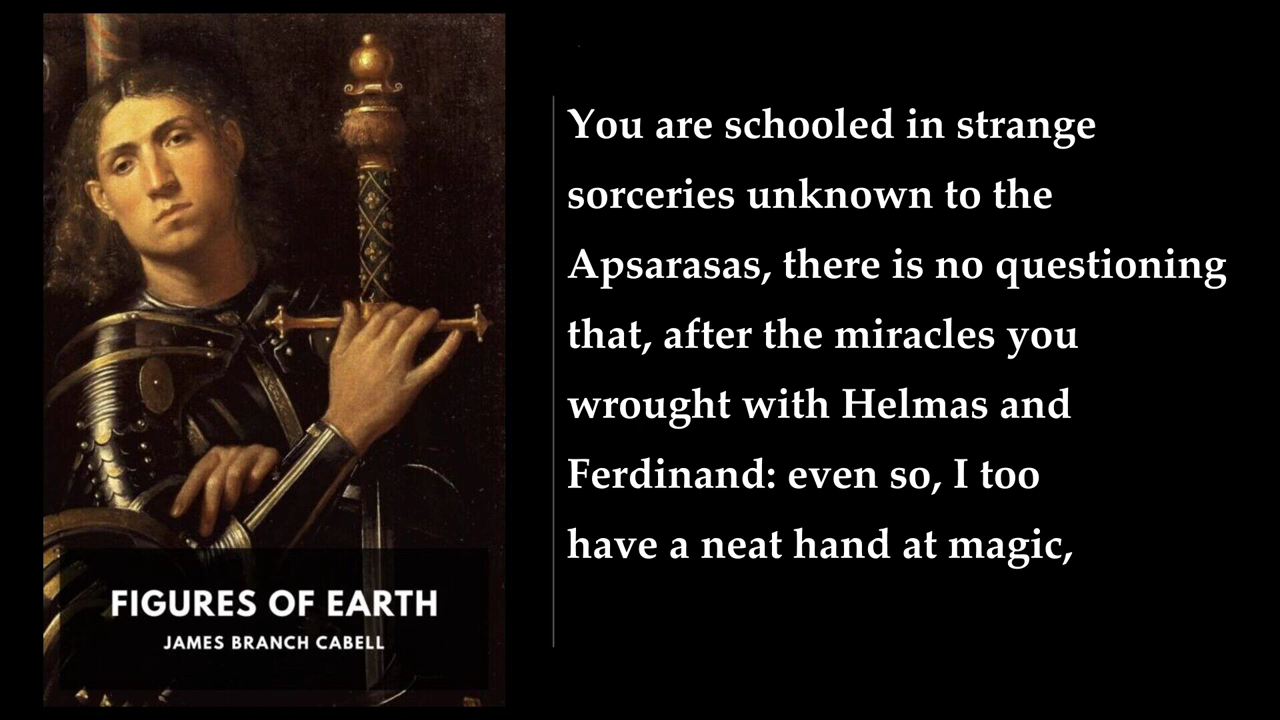 FIGURES OF EARTH
JAMES BRANCH CABELL
You are schooled in strange
sorceries unknown to the
Apsarasas, there is no questioning
that, after the miracles you
wrought with Helmas and
Ferdinand: even so, I too
have a neat hand at magic,